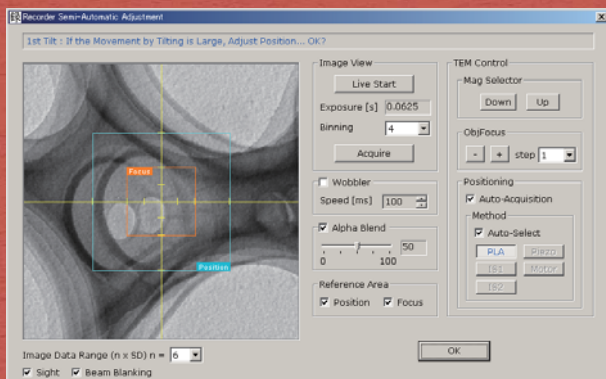 Recorder Semi-Automatic Adjustment
1st Tilt : If the Movement by Tilting is Large, Adjust Position... OK?
Focus
Position
Image Data Range (n x SD) n = 6
Sight Beam Blanking
Image View
Live Start
Exposure [s] 0.0625
Binning 4
Acquire
Wobbler
Speed [ms] 100
Alpha Blend
50
0 100
Reference Area
Position Focus
TEM Control
Mag Selector
Down Up
ObjFocus
- + step 1
Positioning
Auto-Acquisition
Method
Auto-Select
PLA Piezo
IS1 Motor
IS2
OK